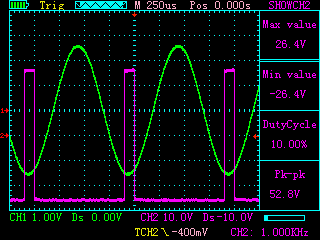 Trig M 250us Pos 0.000s SHOWCH2
Max value
26.4V
Min value
-26.4V
DutyCycle
10.00%
Pk-pk
52.8V
1
2
CH1 1.00V Ds 0.00V CH2 10.0V Ds-10.0V
TCH2 -400mV CH2: 1.000KHz